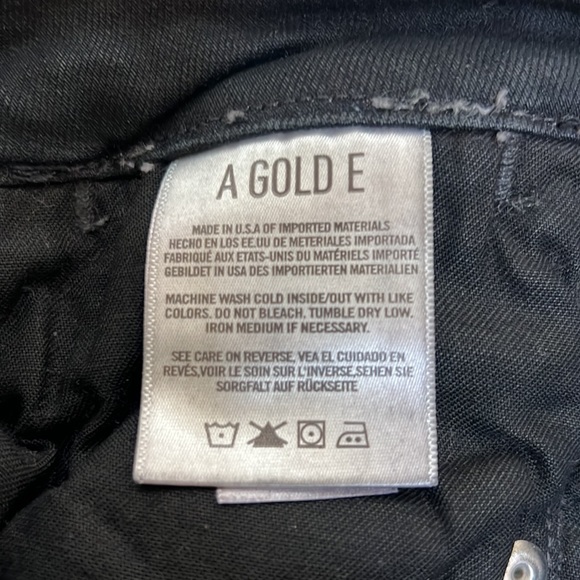 A GOLD E
MADE IN U.S.A OF IMPORTED MATERIALS
HECHO EN LOS EE.UU DE METERIALES IMPORTADA
FABRIQUÉ AUX ETATS-UNIS DU MATÉRIELS IMPORTÉ
GEBILDET IN USA DES IMPORTIERTEN MATERIALIEN
MACHINE WASH COLD INSIDE/OUT WITH LIKE
COLORS. DO NOT BLEACH. TUMBLE DRY LOW.
IRON MEDIUM IF NECESSARY.
SEE CARE ON REVERSE, VEA EL CUIDADO EN
REVÉS,VOIR LE SOIN SUR L'INVERSE,SEHEN SIE
SORGFALT AUF RÜCKSEITE